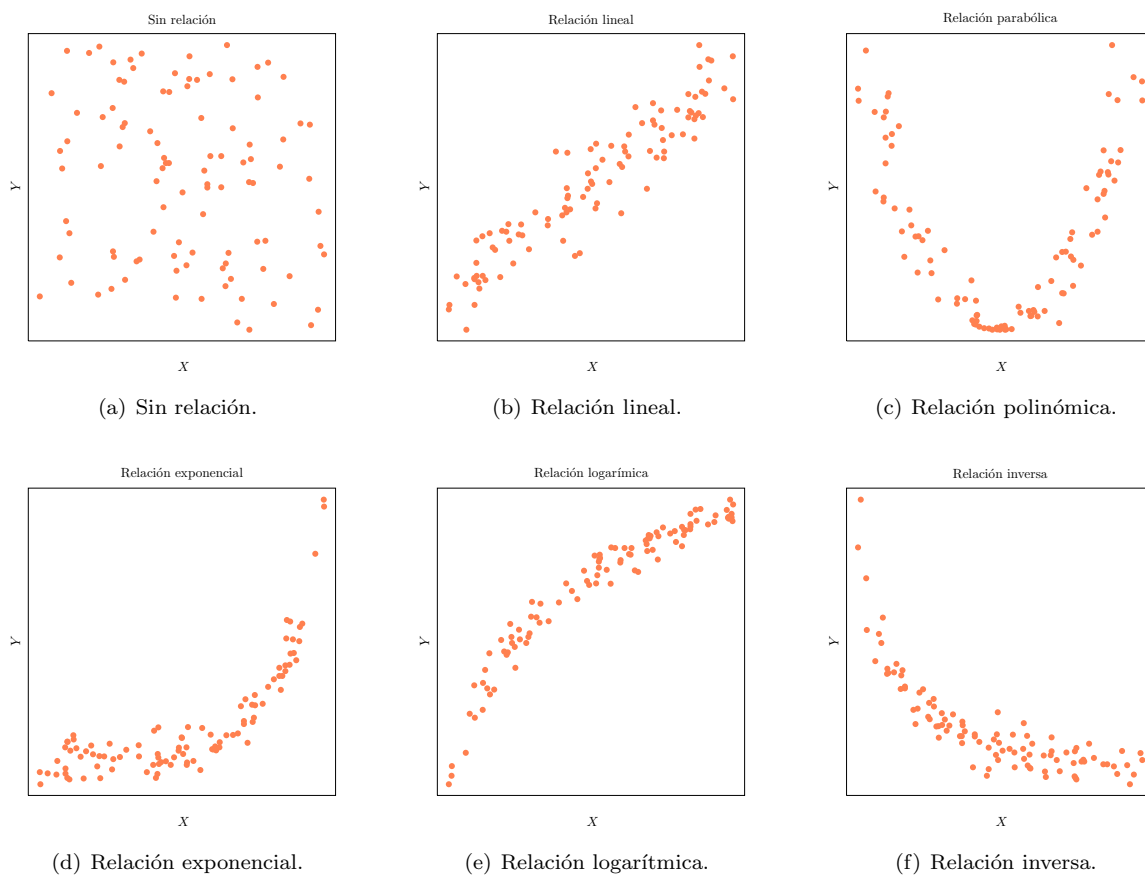 Sin relación
Relación lineal
Relación parabólica
Y
Y
Y
X
X
X
(a) Sin relación.
(b) Relación lineal.
(c) Relación polinómica.
Relación exponencial
Relación logarímica
Relación inversa
Y
Y
Y
X
X
X
(d) Relación exponencial.
(e) Relación logarítmica.
(f) Relación inversa.